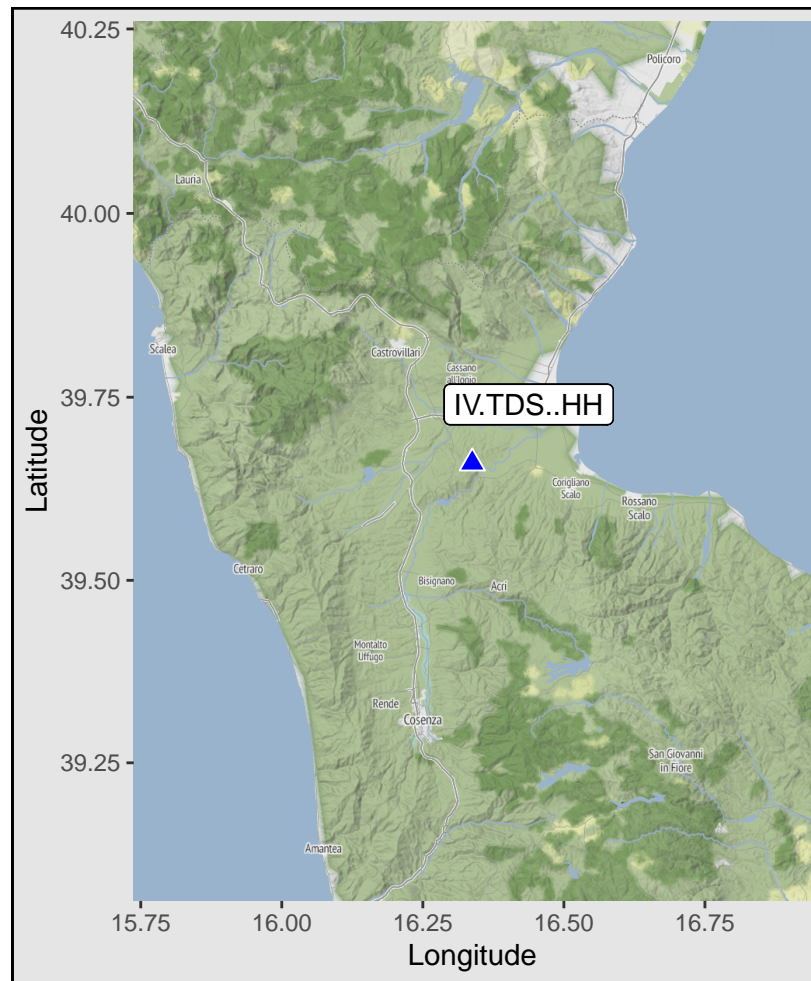 40.25
40.00
39.75
39.50
39.25
Latitude
Policoro
Lauria
Scalea
Castrovillari
Cassano
all'Ionio
IV.TDS..HH
Corigliano
Scalo
Rossano
Scalo
Cetraro
Bisignano
Acri
Montalto
Uffugo
Rende
Cosenza
San Giovanni
in Fiore
Amantea
15.75 16.00 16.25 16.50 16.75
Longitude